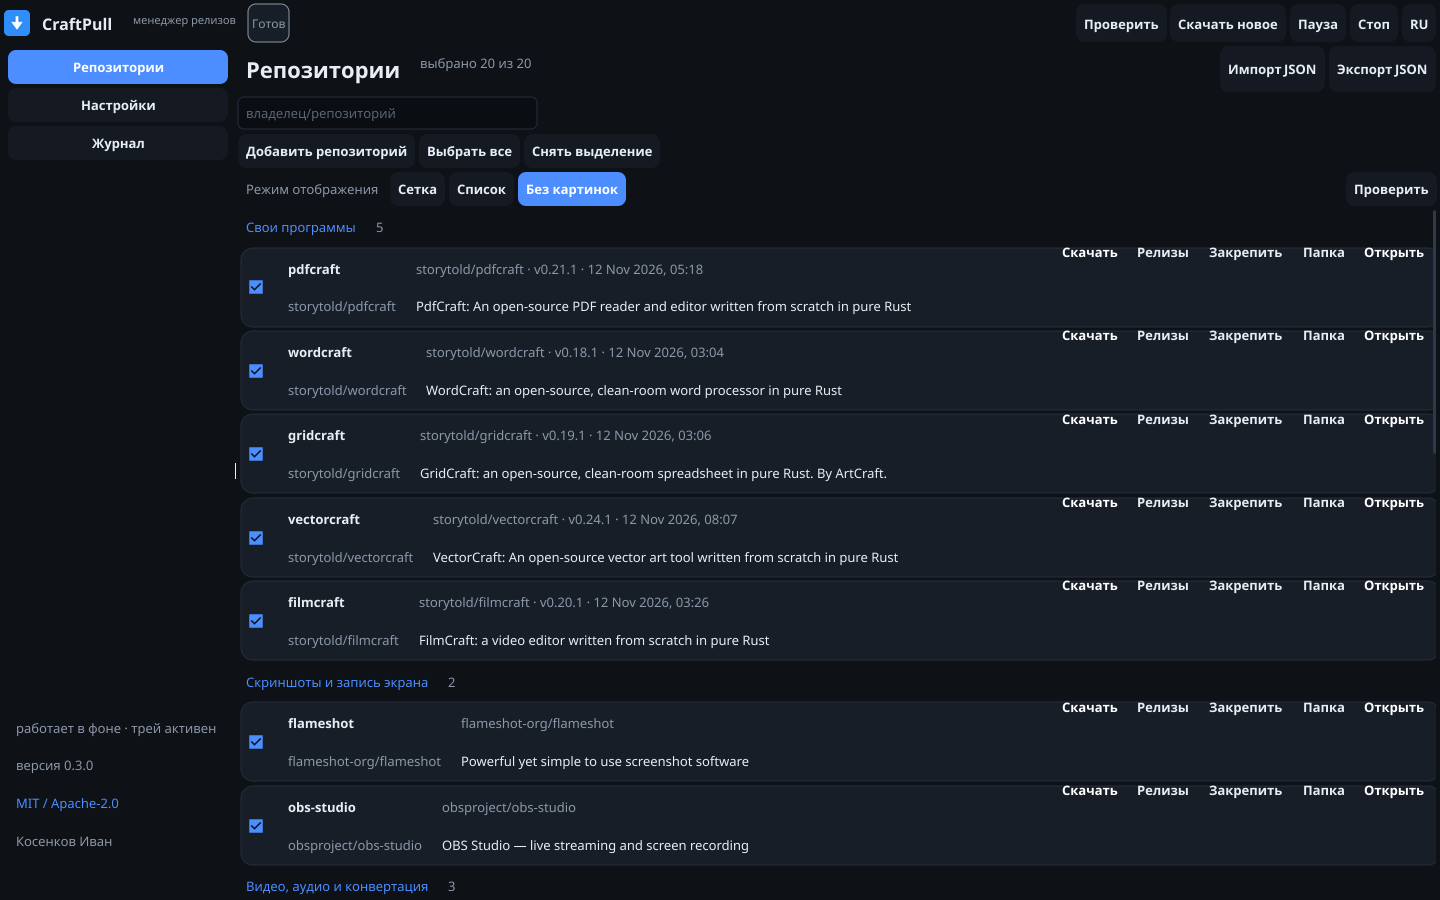 CraftPull менеджер релизов Готов Проверить Скачать новое Пауза Стоп RU
Репозитории
Настройки
Журнал
Репозитории выбрано 20 из 20 Импорт JSON Экспорт JSON
владелец/репозиторий
Добавить репозиторий Выбрать все Снять выделение
Режим отображения Сетка Список Без картинок Проверить
Свои программы 5
Скачать Релизы Закрепить Папка Открыть
pdfcraft storytold/pdfcraft · v0.21.1 · 12 Nov 2026, 05:18
storytold/pdfcraft PdfCraft: An open-source PDF reader and editor written from scratch in pure Rust
Скачать Релизы Закрепить Папка Открыть
wordcraft storytold/wordcraft · v0.18.1 · 12 Nov 2026, 03:04
storytold/wordcraft WordCraft: an open-source, clean-room word processor in pure Rust
Скачать Релизы Закрепить Папка Открыть
gridcraft storytold/gridcraft · v0.19.1 · 12 Nov 2026, 03:06
storytold/gridcraft GridCraft: an open-source, clean-room spreadsheet in pure Rust. By ArtCraft.
Скачать Релизы Закрепить Папка Открыть
vectorcraft storytold/vectorcraft · v0.24.1 · 12 Nov 2026, 08:07
storytold/vectorcraft VectorCraft: An open-source vector art tool written from scratch in pure Rust
Скачать Релизы Закрепить Папка Открыть
filmcraft storytold/filmcraft · v0.20.1 · 12 Nov 2026, 03:26
storytold/filmcraft FilmCraft: a video editor written from scratch in pure Rust
Скриншоты и запись экрана 2
Скачать Релизы Закрепить Папка Открыть
flameshot flameshot-org/flameshot
flameshot-org/flameshot Powerful yet simple to use screenshot software
Скачать Релизы Закрепить Папка Открыть
obs-studio obsproject/obs-studio
obsproject/obs-studio OBS Studio — live streaming and screen recording
Видео, аудио и конвертация 3
работает в фоне · трей активен
версия 0.3.0
MIT / Apache-2.0
Косенков Иван